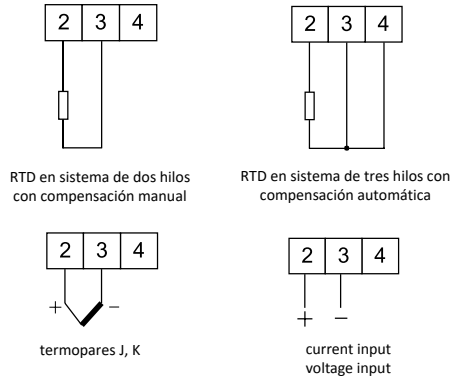 2 3 4
2 3 4
RTD en sistema de dos hilos
con compensación manual
RTD en sistema de tres hilos con
compensación automática
2 3 4
+ −
termopares J, K
2 3 4
+ −
current input
voltage input